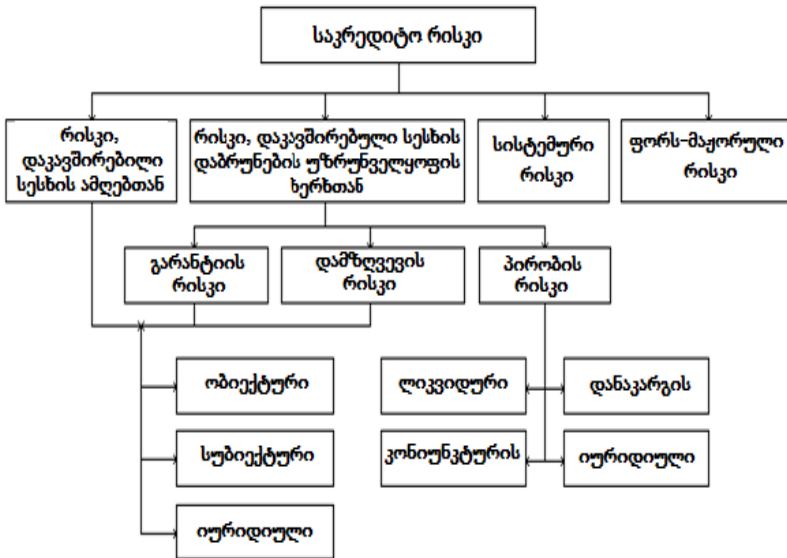 საკრედიტო რისკი
რისკი,
დაკავშირებილი
სესხის ამღებთან
რისკი, დაკავშირებული სესხის
დაბრუნების უზრუნველყოფის
ხერხთან
სისტემური
რისკი
ფორს-მაჟორული
რისკი
გარანტიის
რისკი
დამზღვევის
რისკი
პირობის
რისკი
ობიექტური
სუბიექტური
იურიდიული
ლიკვიდური
დანაკარგის
კონიუნკტურის
იურიდიული